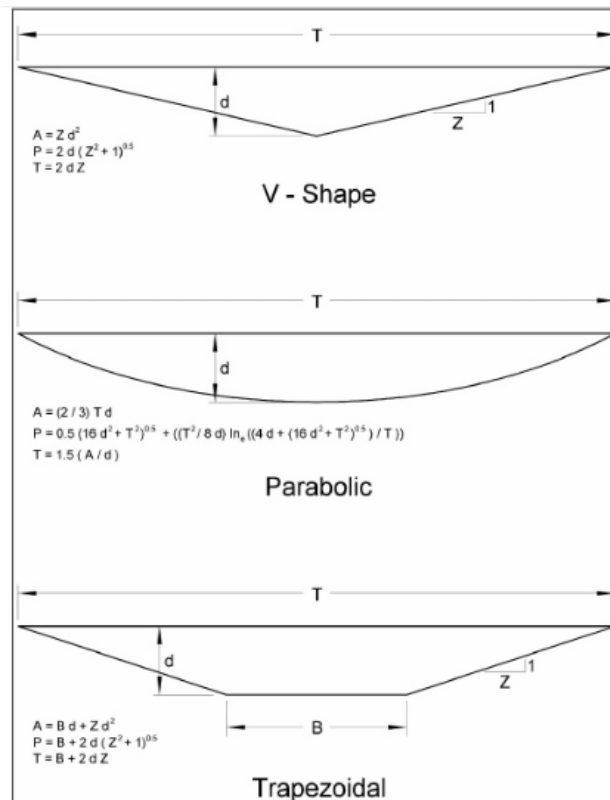 T
d
1
Z
A = Z d²
P = 2 d ( Z² + 1 )^0.5
T = 2 d Z
V - Shape
T
d
A = (2 / 3) T d
P = 0.5 (16 d² + T²)^0.5 + ((T² / 8 d) ln_e ((4 d + (16 d² + T²)^0.5 ) / T ))
T = 1.5 ( A / d )
Parabolic
T
d
1
Z
B
A = B d + Z d²
P = B + 2 d ( Z² + 1 )^0.5
T = B + 2 d Z
Trapezoidal